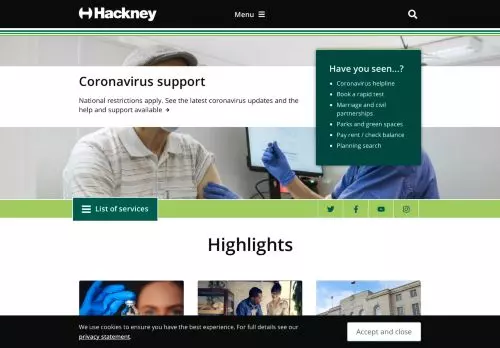 Hackney
Menu
Coronavirus support
National restrictions apply. See the latest coronavirus updates and the
help and support available
Have you seen...?
Coronavirus helpline
Book a rapid test
Marriage and civil
partnerships
Parks and green spaces
Pay rent / check balance
Planning search
List of services
Highlights
We use cookies to ensure you have the best experience. For full details see our
privacy statement.
Accept and close